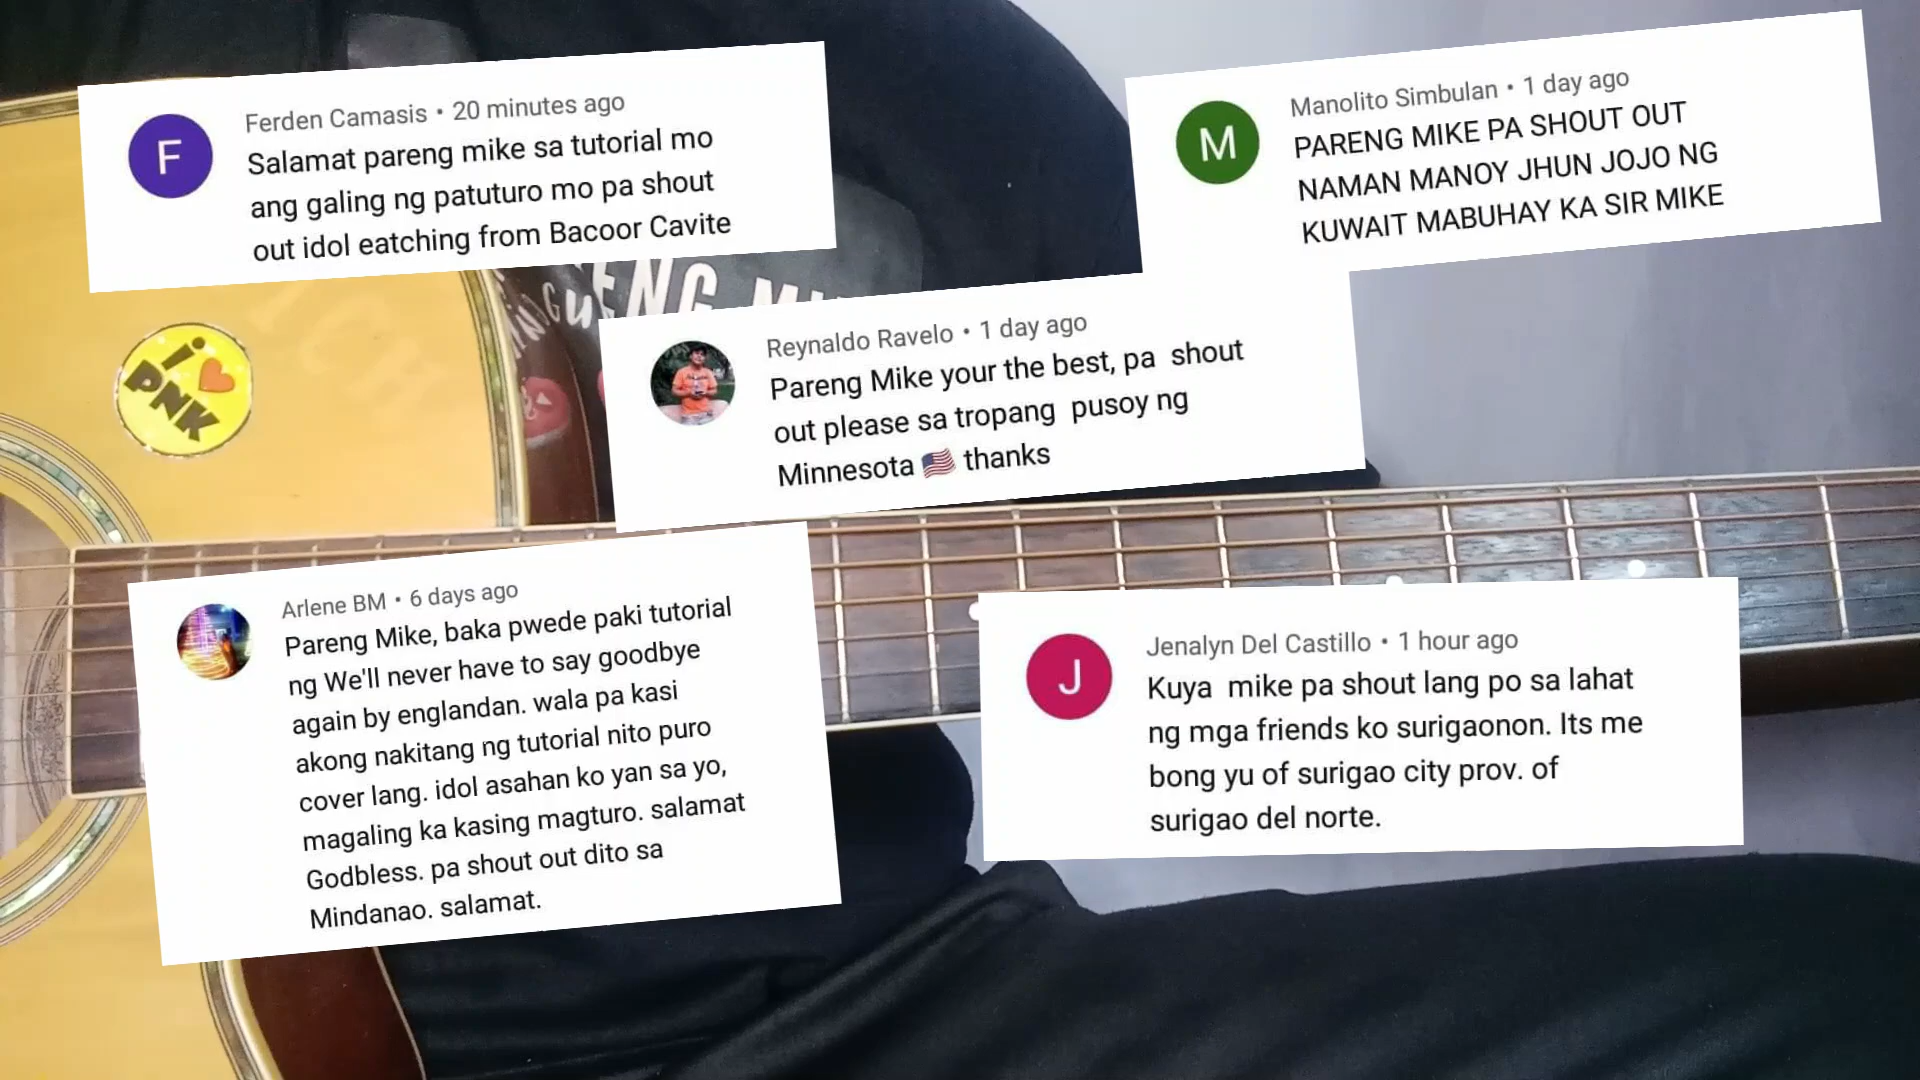 F
Ferden Camasis • 20 minutes ago
Salamat pareng mike sa tutorial mo
ang galing ng patuturo mo pa shout
out idol eatching from Bacoor Cavite
M
Manolito Simbulan • 1 day ago
PARENG MIKE PA SHOUT OUT
NAMAN MANOY JHUN JOJO NG
KUWAIT MABUHAY KA SIR MIKE
Reynaldo Ravelo • 1 day ago
Pareng Mike your the best, pa  shout
out please sa tropang  pusoy ng
Minnesota 🇺🇸 thanks
i ❤
PNK
Arlene BM • 6 days ago
Pareng Mike, baka pwede paki tutorial
ng We'll never have to say goodbye
again by englandan. wala pa kasi
akong nakitang ng tutorial nito puro
cover lang. idol asahan ko yan sa yo,
magaling ka kasing magturo. salamat
Godbless. pa shout out dito sa
Mindanao. salamat.
J
Jenalyn Del Castillo • 1 hour ago
Kuya  mike pa shout lang po sa lahat
ng mga friends ko surigaonon. Its me
bong yu of surigao city prov. of
surigao del norte.